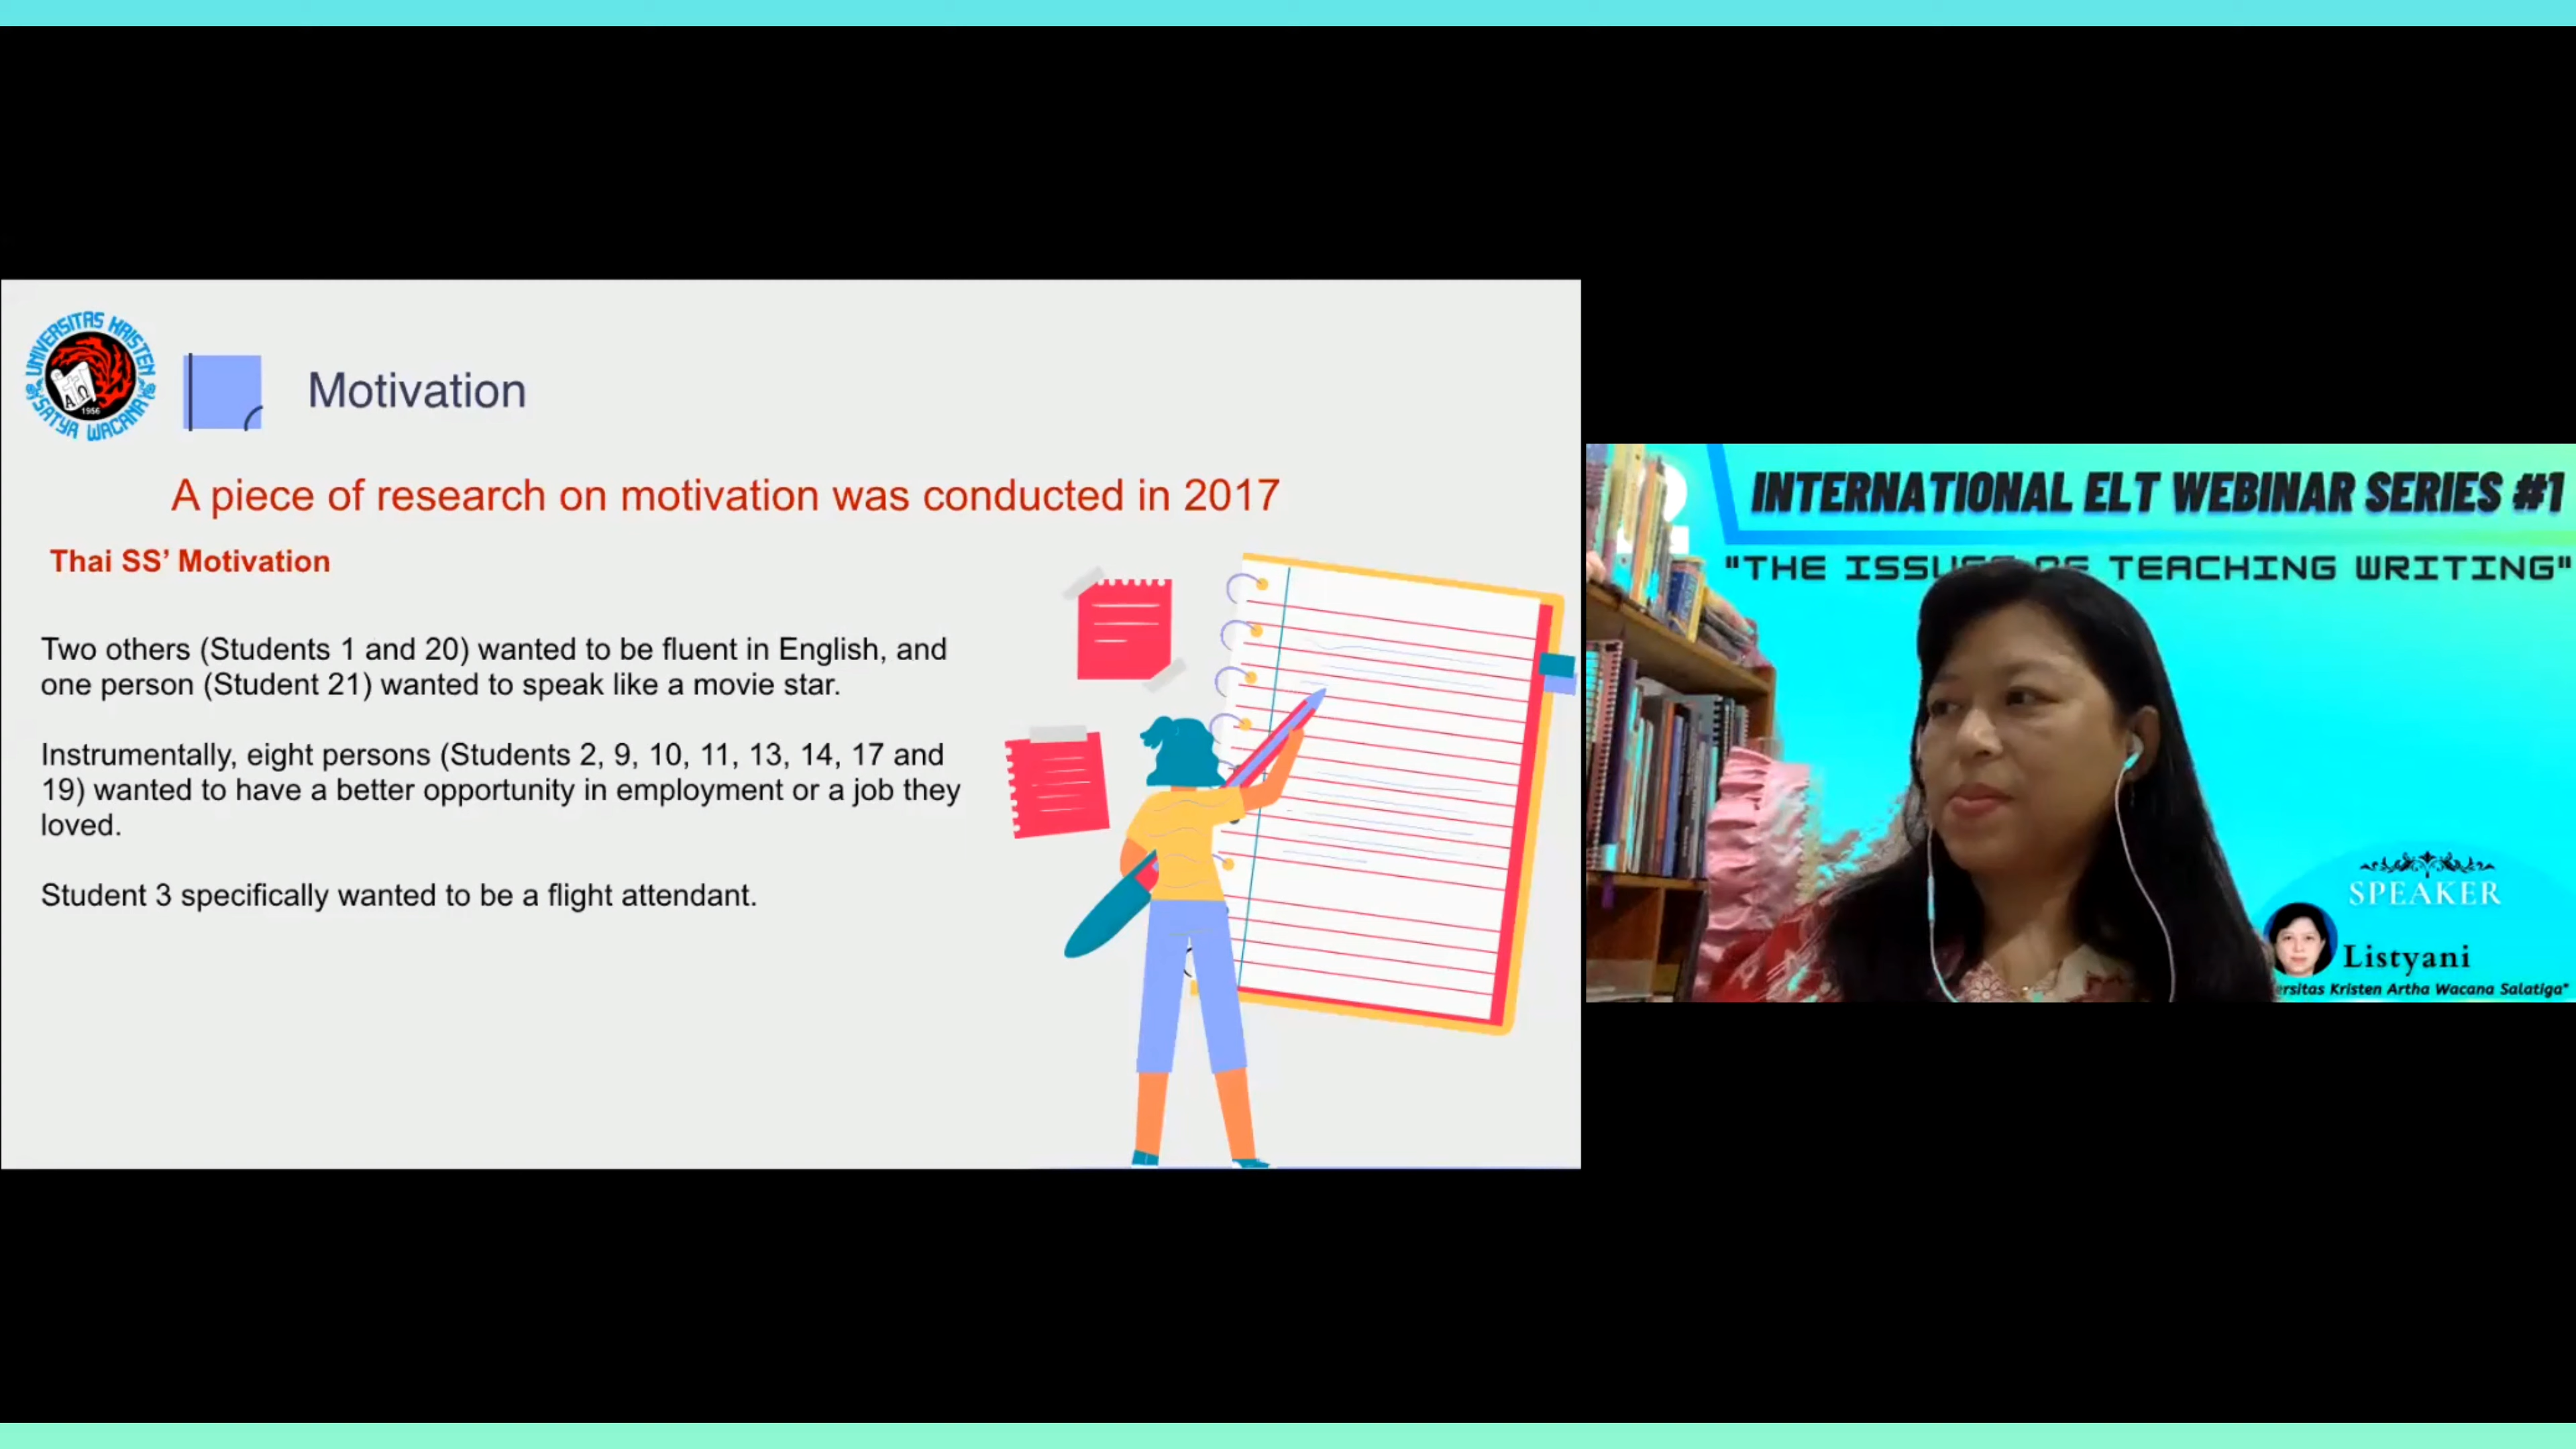 UNIVERSITAS KRISTEN
SATYA WACANA
1956
Motivation
A piece of research on motivation was conducted in 2017
Thai SS’ Motivation
Two others (Students 1 and 20) wanted to be fluent in English, and
one person (Student 21) wanted to speak like a movie star.
Instrumentally, eight persons (Students 2, 9, 10, 11, 13, 14, 17 and
19) wanted to have a better opportunity in employment or a job they
loved.
Student 3 specifically wanted to be a flight attendant.
INTERNATIONAL ELT WEBINAR SERIES #1
"THE TEACHING WRITING"
SPEAKER
Listyani
Kristen Artha Wacana Salatiga"